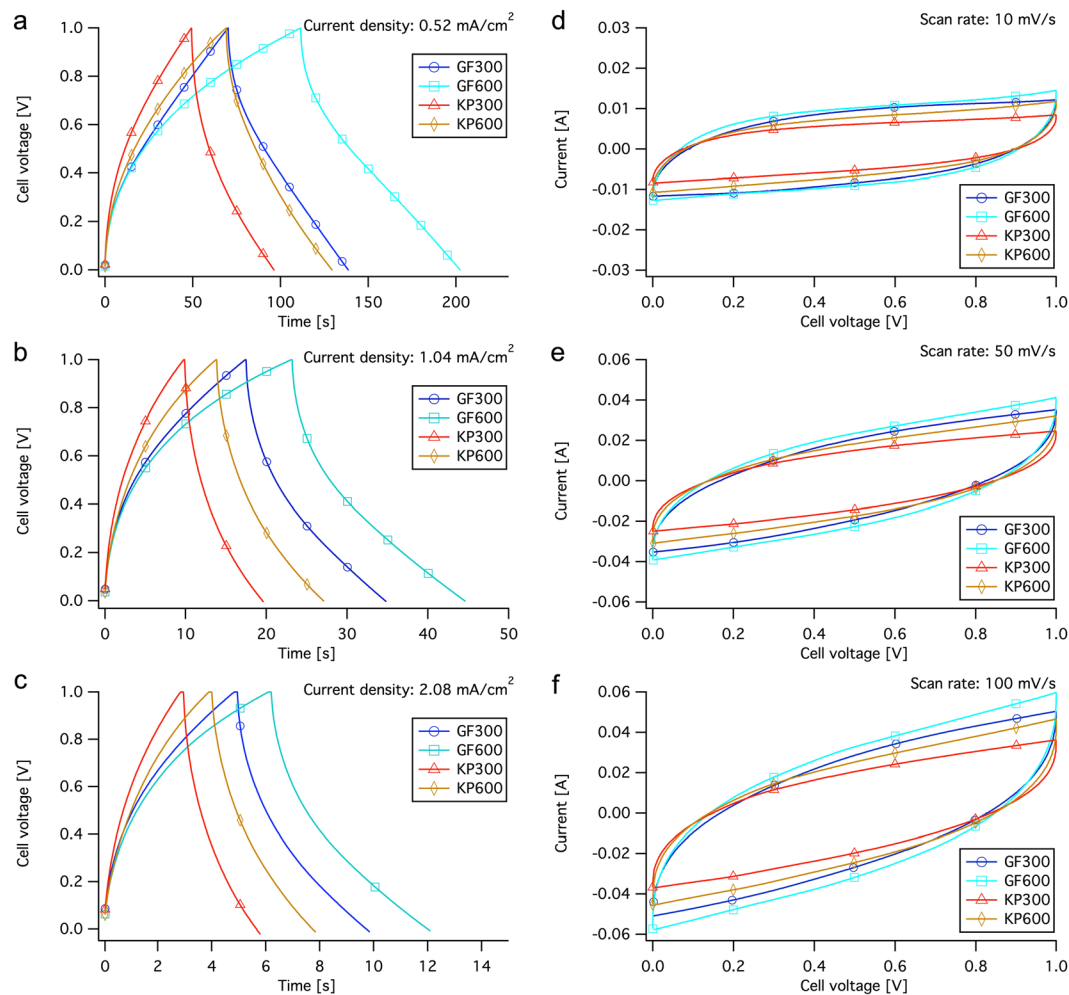 a
Current density: 0.52 mA/cm²
1.0
0.8
0.6
0.4
0.2
0.0
Cell voltage [V]
GF300
GF600
KP300
KP600
0 50 100 150 200
Time [s]
b
Current density: 1.04 mA/cm²
1.0
0.8
0.6
0.4
0.2
0.0
Cell voltage [V]
GF300
GF600
KP300
KP600
0 10 20 30 40 50
Time [s]
c
Current density: 2.08 mA/cm²
1.0
0.8
0.6
0.4
0.2
0.0
Cell voltage [V]
GF300
GF600
KP300
KP600
0 2 4 6 8 10 12 14
Time [s]
d
Scan rate: 10 mV/s
0.03
0.02
0.01
0.00
-0.01
-0.02
-0.03
Current [A]
GF300
GF600
KP300
KP600
0.0 0.2 0.4 0.6 0.8 1.0
Cell voltage [V]
e
Scan rate: 50 mV/s
0.06
0.04
0.02
0.00
-0.02
-0.04
-0.06
Current [A]
GF300
GF600
KP300
KP600
0.0 0.2 0.4 0.6 0.8 1.0
Cell voltage [V]
f
Scan rate: 100 mV/s
0.06
0.04
0.02
0.00
-0.02
-0.04
-0.06
Current [A]
GF300
GF600
KP300
KP600
0.0 0.2 0.4 0.6 0.8 1.0
Cell voltage [V]